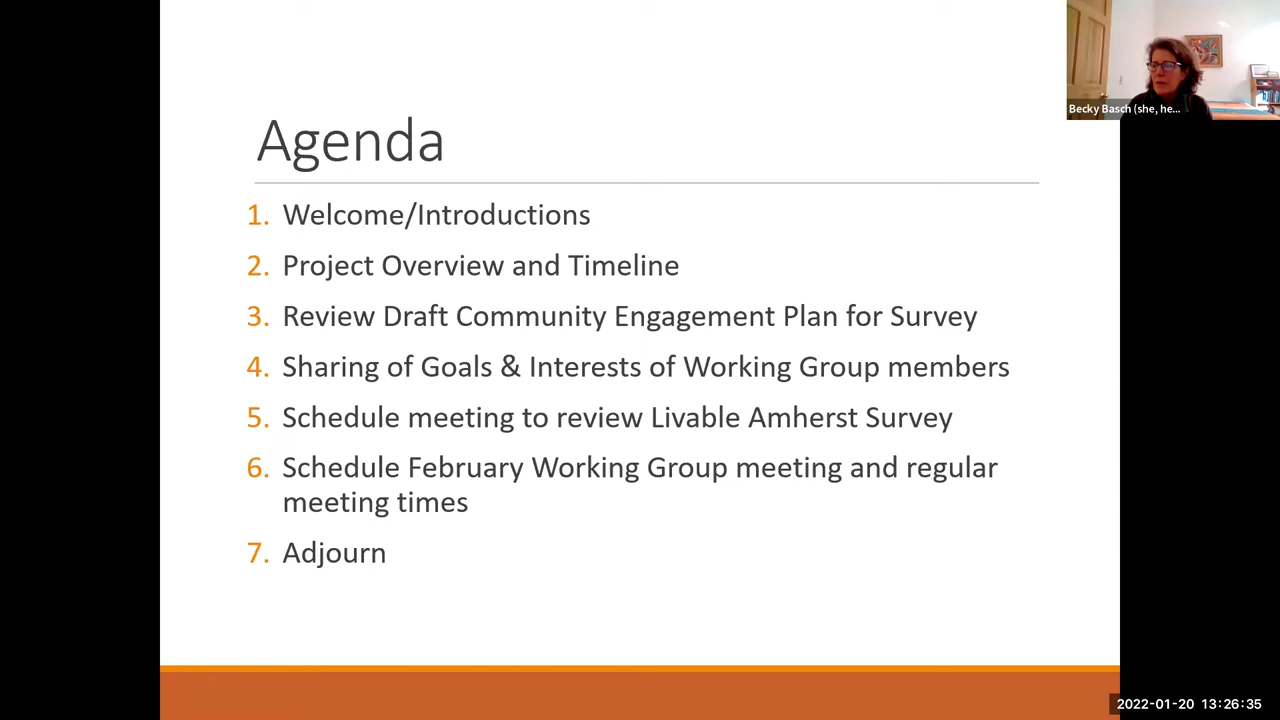 Becky Basch (she, he...
Agenda
1. Welcome/Introductions
2. Project Overview and Timeline
3. Review Draft Community Engagement Plan for Survey
4. Sharing of Goals & Interests of Working Group members
5. Schedule meeting to review Livable Amherst Survey
6. Schedule February Working Group meeting and regular
meeting times
7. Adjourn
2022-01-20 13:26:35